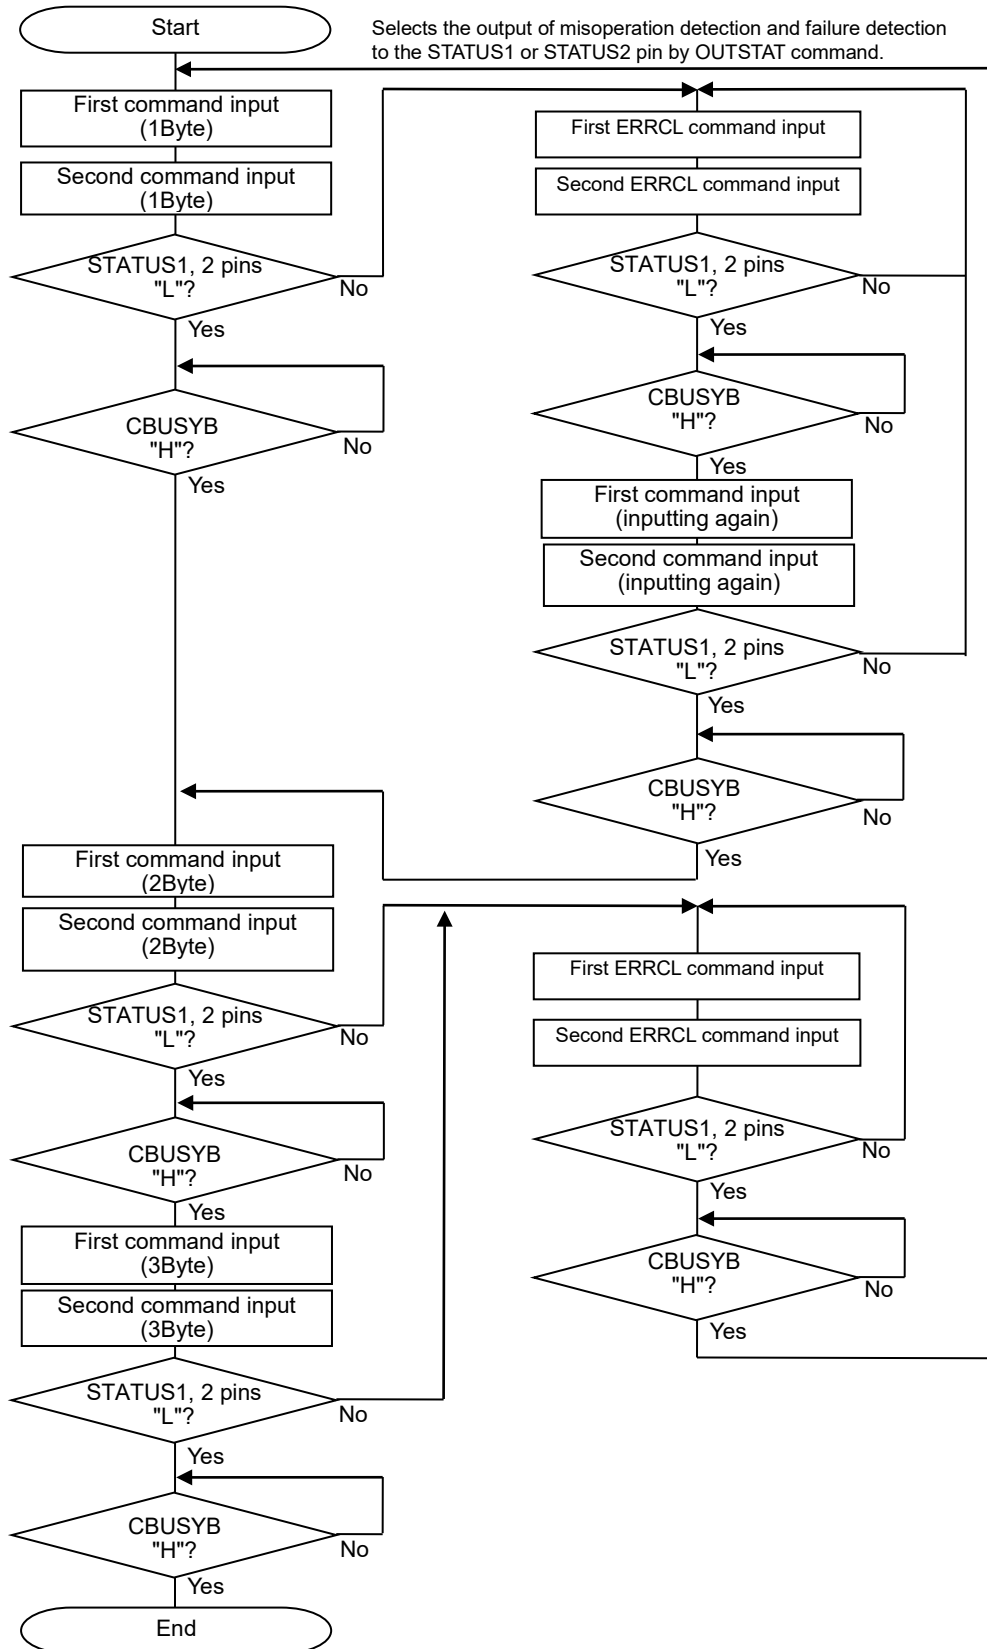 Start
Selects the output of misoperation detection and failure detection
to the STATUS1 or STATUS2 pin by OUTSTAT command.
First command input
(1Byte)
Second command input
(1Byte)
STATUS1, 2 pins
"L"?
No
Yes
CBUSYB
"H"?
No
Yes
First ERRCL command input
Second ERRCL command input
STATUS1, 2 pins
"L"?
No
Yes
CBUSYB
"H"?
No
Yes
First command input
(inputting again)
Second command input
(inputting again)
STATUS1, 2 pins
"L"?
No
Yes
CBUSYB
"H"?
No
Yes
First command input
(2Byte)
Second command input
(2Byte)
STATUS1, 2 pins
"L"?
No
Yes
CBUSYB
"H"?
No
Yes
First command input
(3Byte)
Second command input
(3Byte)
STATUS1, 2 pins
"L"?
No
Yes
CBUSYB
"H"?
No
Yes
End
First ERRCL command input
Second ERRCL command input
STATUS1, 2 pins
"L"?
No
Yes
CBUSYB
"H"?
No
Yes